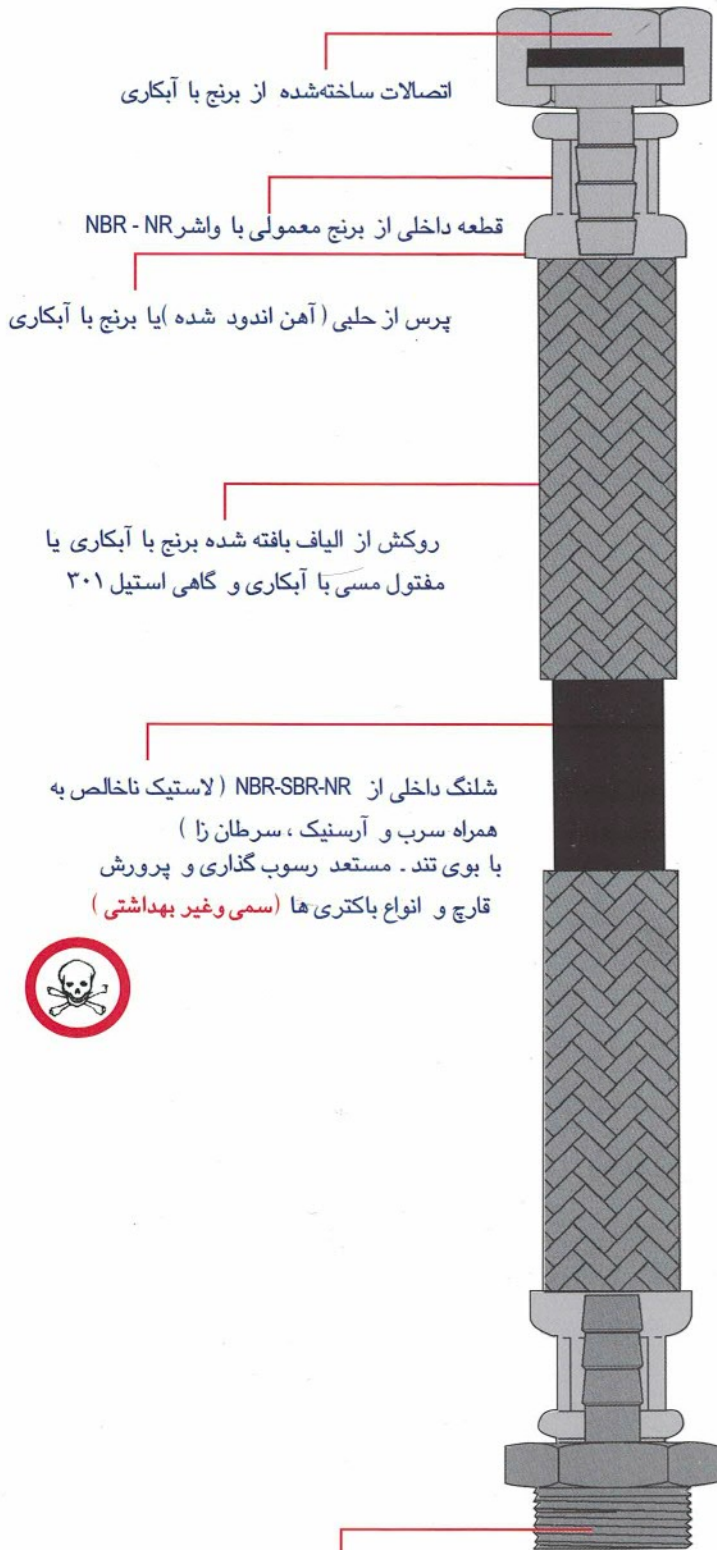 اتصالات ساخته‌شده از برنج با آبکاری
قطعه داخلی از برنج معمولی با واشر NBR - NR
پرس از حلبی ( آهن اندود شده )یا برنج با آبکاری
روکش از الیاف بافته شده برنج با آبکاری یا
مفتول مسی با آبکاری و گاهی استیل ۳۰۱
شلنگ داخلی از NBR-SBR-NR ( لاستیک ناخالص به
همراه سرب و آرسنیک ، سرطان زا )
با بوی تند . مستعد رسوب گذاری و پرورش
قارچ و انواع باکتری ها (سمی وغیر بهداشتی )